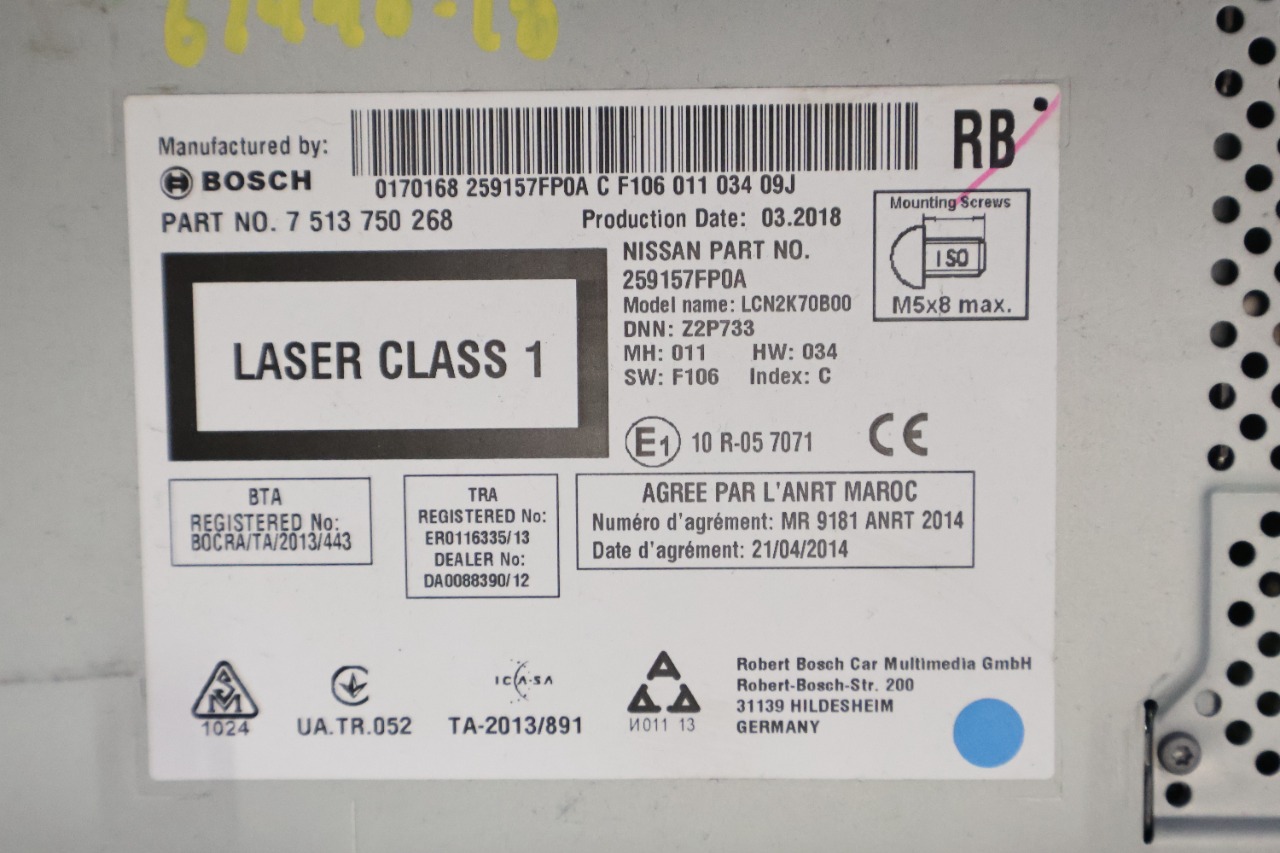 Manufactured by:
BOSCH
0170168 259157FP0A C F106 011 034 09J
RB
PART NO. 7 513 750 268
Production Date: 03.2018
Mounting Screws
ISO
M5x8 max.
NISSAN PART NO.
259157FP0A
Model name: LCN2K70B00
DNN: Z2P733
MH: 011 HW: 034
SW: F106 Index: C
LASER CLASS 1
E1 10 R-05 7071
CE
BTA
REGISTERED No:
BOCRA/TA/2013/443
TRA
REGISTERED No:
ER0116335/13
DEALER No:
DA0088390/12
AGREE PAR L'ANRT MAROC
Numéro d'agrément: MR 9181 ANRT 2014
Date d'agrément: 21/04/2014
1024
UA.TR.052
ICASA
TA-2013/891
И011 13
Robert Bosch Car Multimedia GmbH
Robert-Bosch-Str. 200
31139 HILDESHEIM
GERMANY